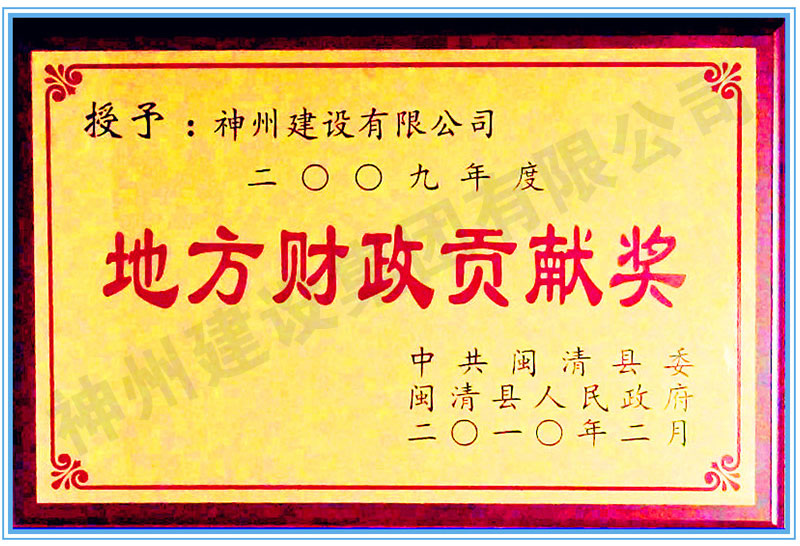 授予：神州建设有限公司
二〇〇九年度
地方财政贡献奖
中共闽清县委
闽清县人民政府
二〇一〇年二月
神州建设集团有限公司